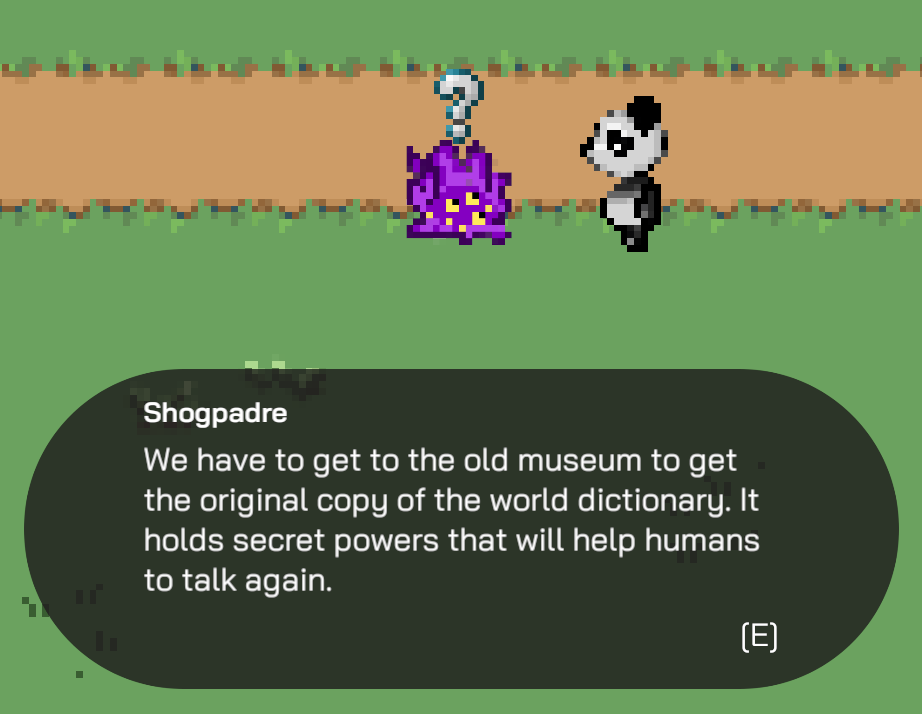 ?
Shogpadre
We have to get to the old museum to get
the original copy of the world dictionary. It
holds secret powers that will help humans
to talk again.
[E]